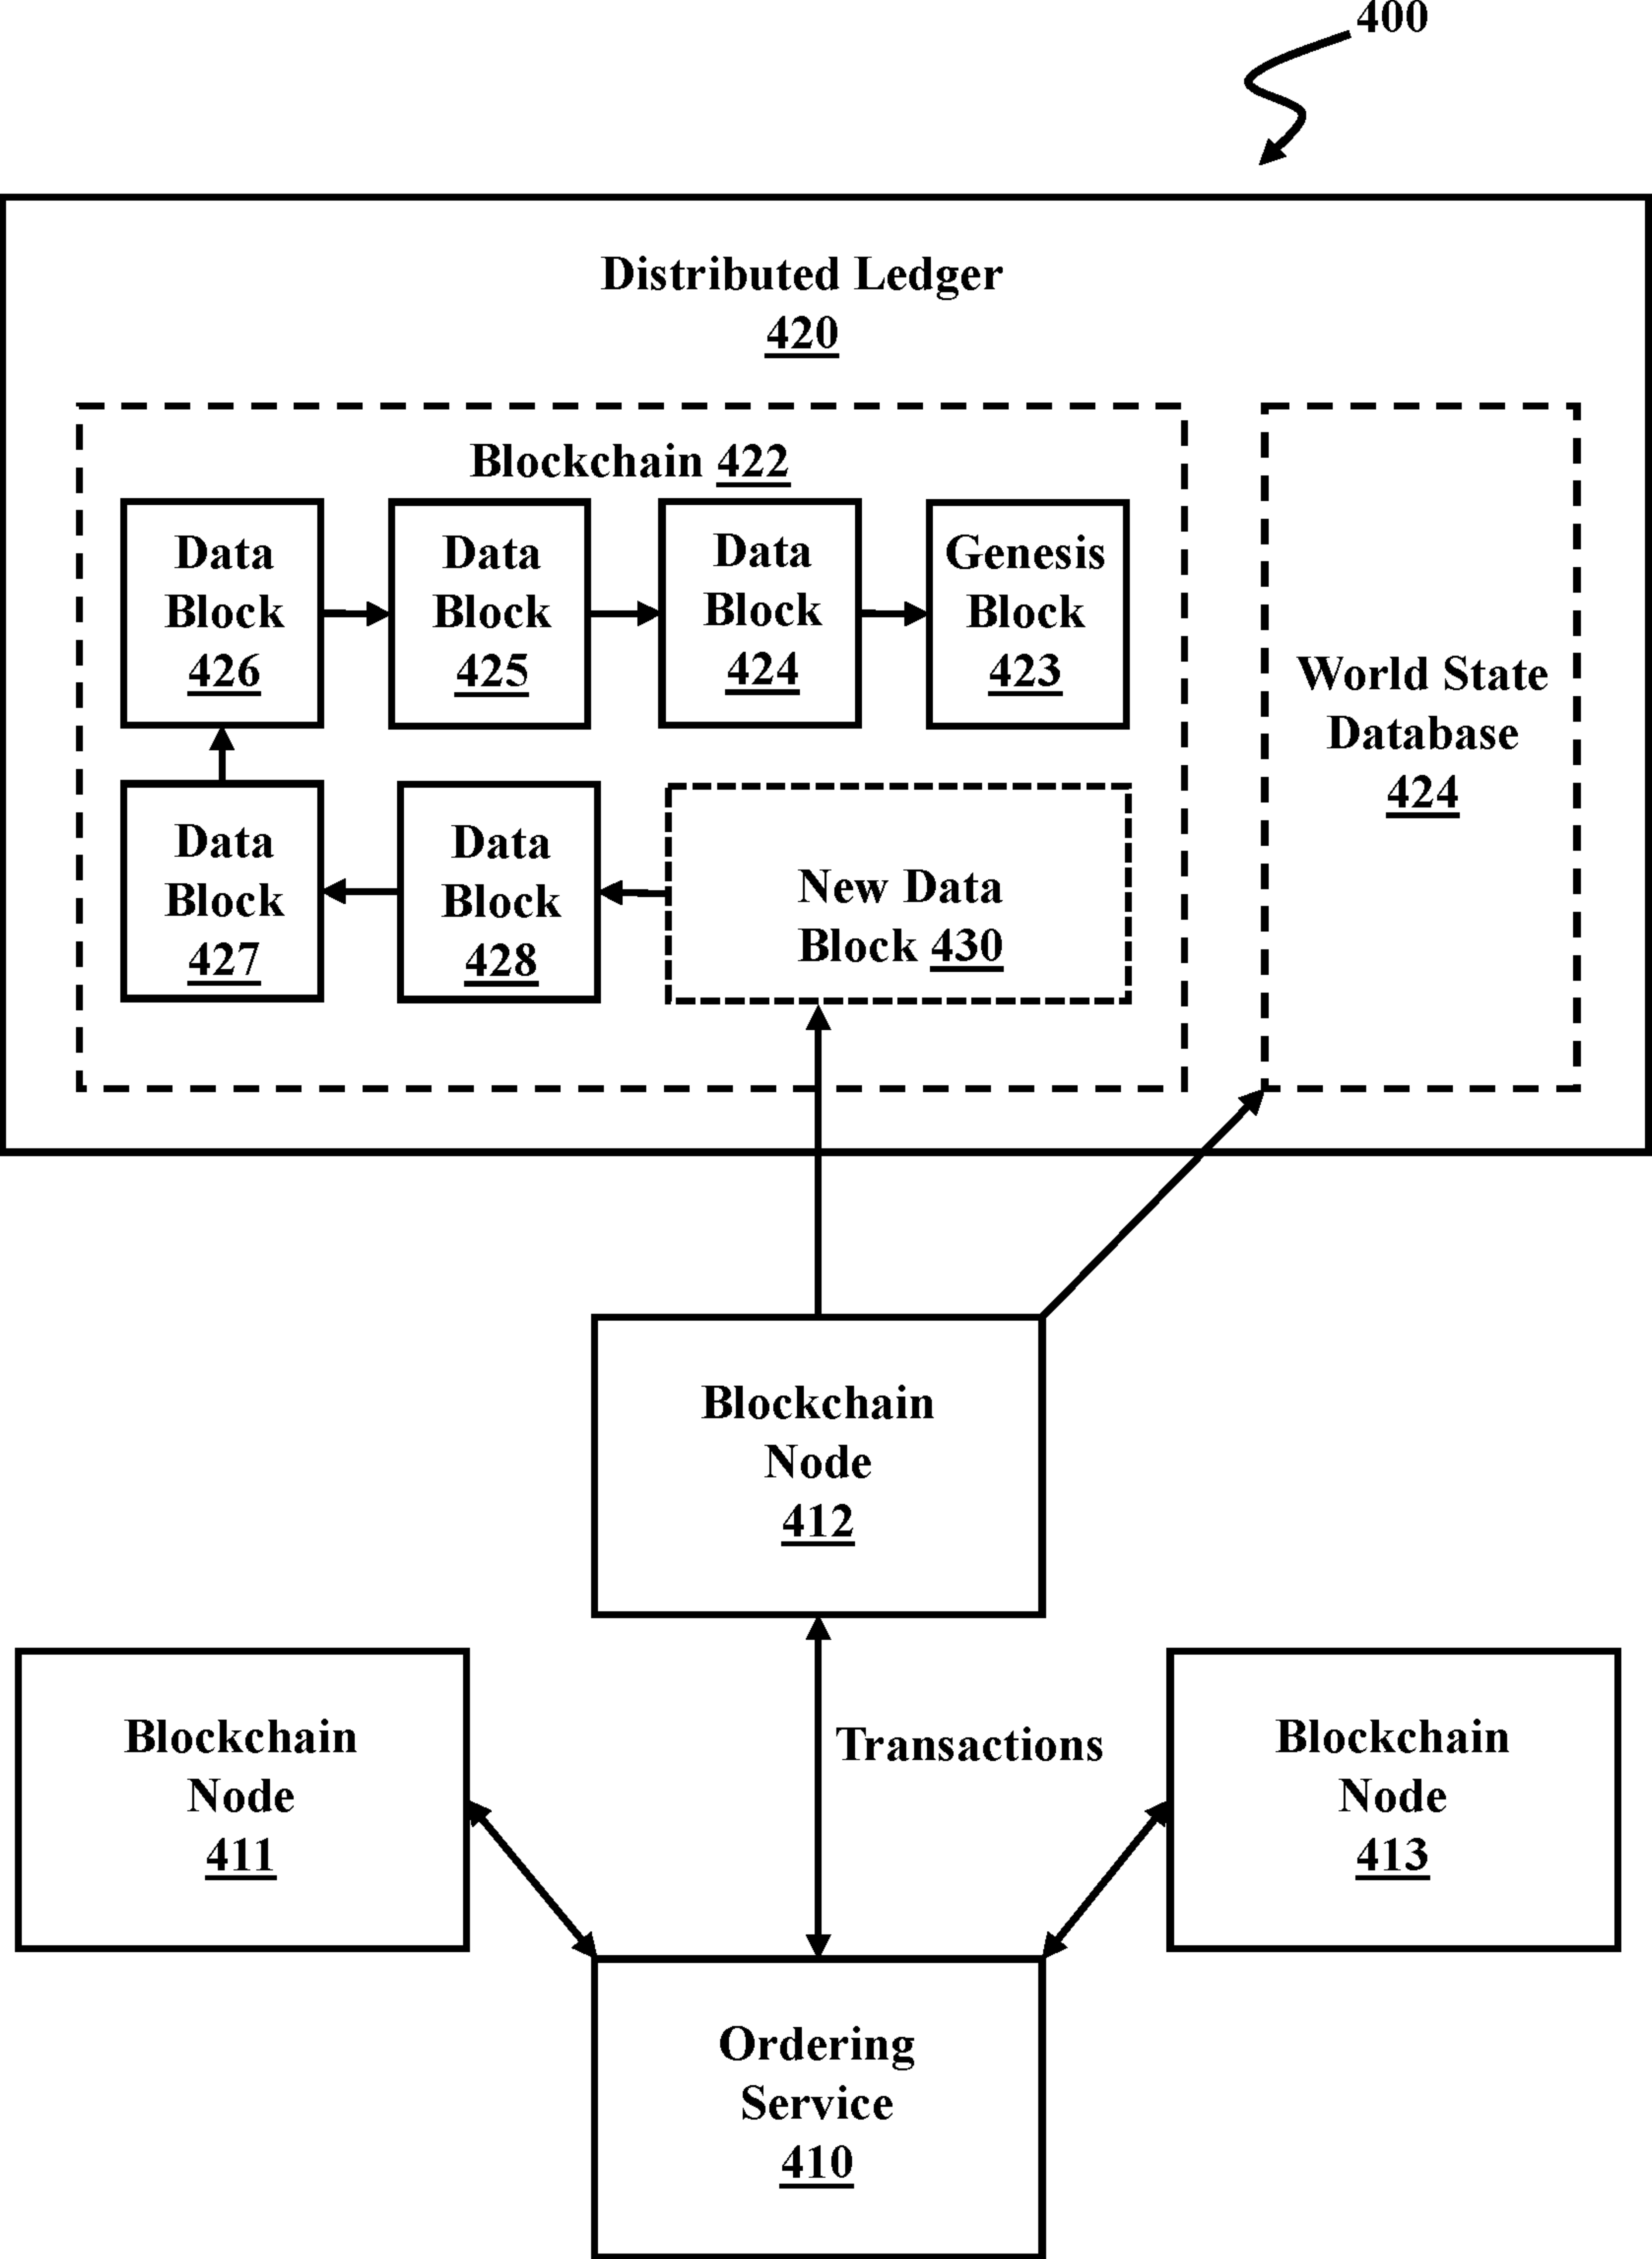 400
Distributed Ledger
420
Blockchain 422
Data
Block
426
Data
Block
425
Data
Block
424
Genesis
Block
423
World State
Database
424
Data
Block
427
Data
Block
428
New Data
Block 430
Blockchain
Node
412
Blockchain
Node
411
Transactions
Blockchain
Node
413
Ordering
Service
410